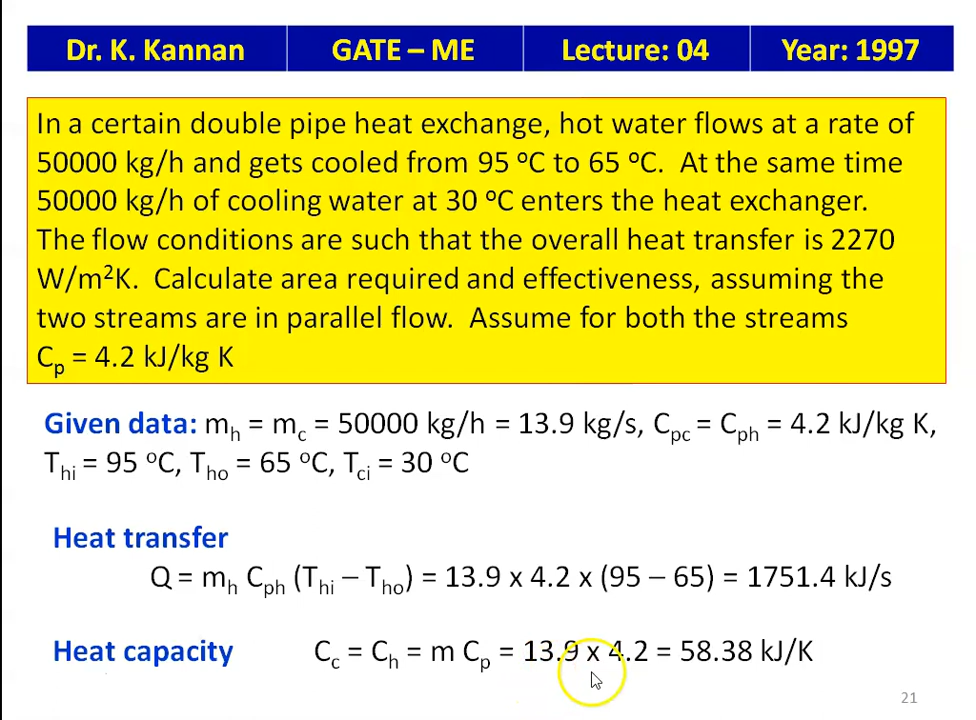 Dr. K. Kannan GATE – ME Lecture: 04 Year: 1997
In a certain double pipe heat exchange, hot water flows at a rate of
50000 kg/h and gets cooled from 95 ºC to 65 ºC. At the same time
50000 kg/h of cooling water at 30 ºC enters the heat exchanger.
The flow conditions are such that the overall heat transfer is 2270
W/m²K. Calculate area required and effectiveness, assuming the
two streams are in parallel flow. Assume for both the streams
Cp = 4.2 kJ/kg K
Given data: mh = mc = 50000 kg/h = 13.9 kg/s, Cpc = Cph = 4.2 kJ/kg K,
Thi = 95 ºC, Tho = 65 ºC, Tci = 30 ºC
Heat transfer
Q = mh Cph (Thi – Tho) = 13.9 x 4.2 x (95 – 65) = 1751.4 kJ/s
Heat capacity Cc = Ch = m Cp = 13.9 x 4.2 = 58.38 kJ/K
21